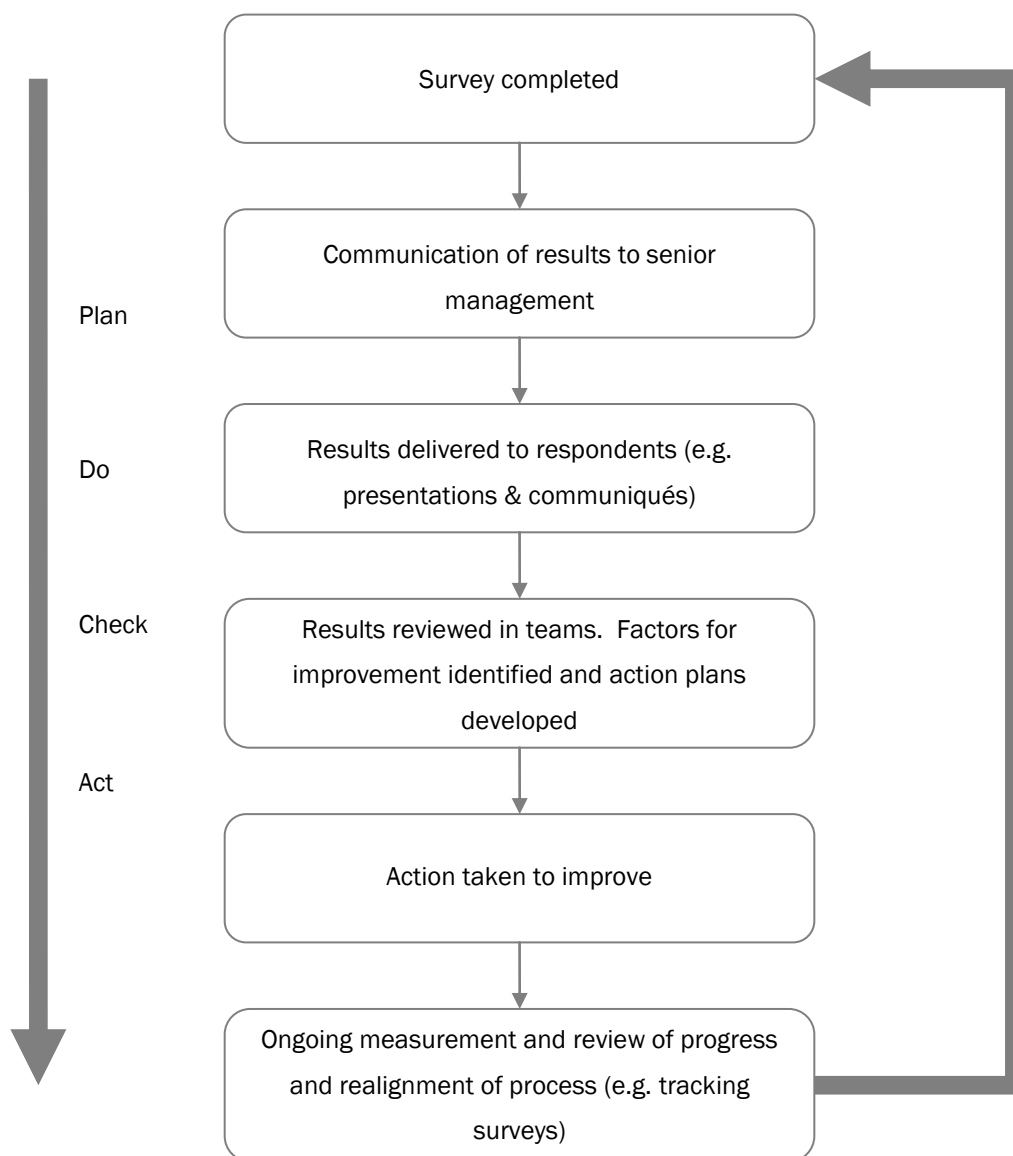 Survey completed
Communication of results to senior
management
Plan
Results delivered to respondents (e.g.
presentations & communiqués)
Do
Results reviewed in teams.  Factors for
improvement identified and action plans
developed
Check
Act
Action taken to improve
Ongoing measurement and review of progress
and realignment of process (e.g. tracking
surveys)